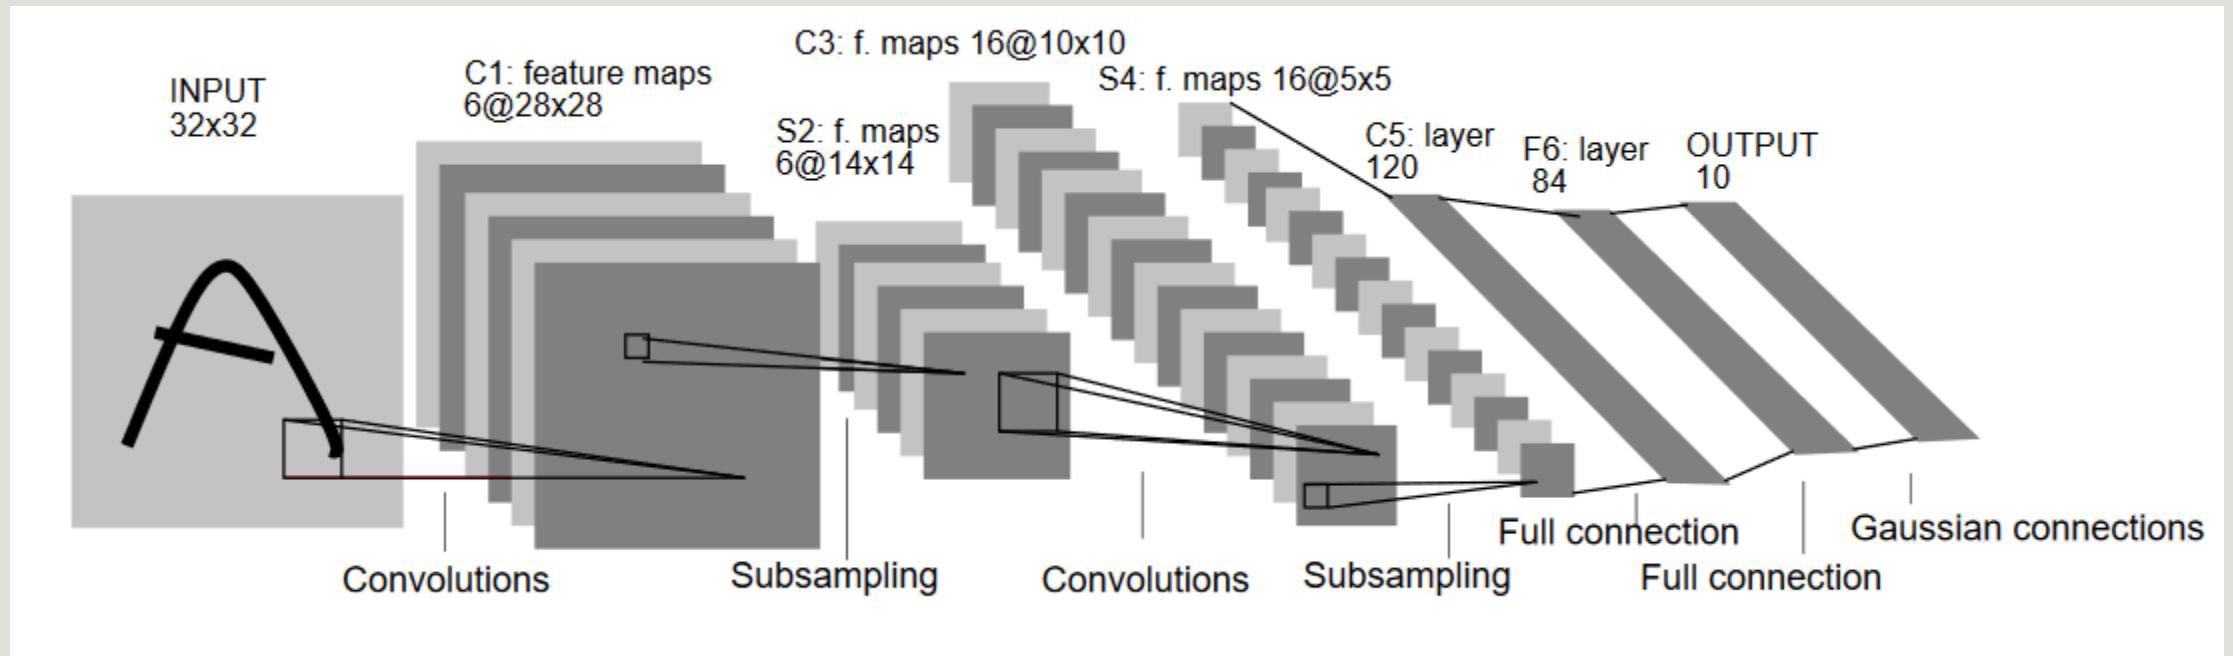 INPUT
32x32
C1: feature maps
6@28x28
S2: f. maps
6@14x14
C3: f. maps 16@10x10
S4: f. maps 16@5x5
C5: layer
120
F6: layer
84
OUTPUT
10
Convolutions
Subsampling
Convolutions
Subsampling
Full connection
Full connection
Gaussian connections